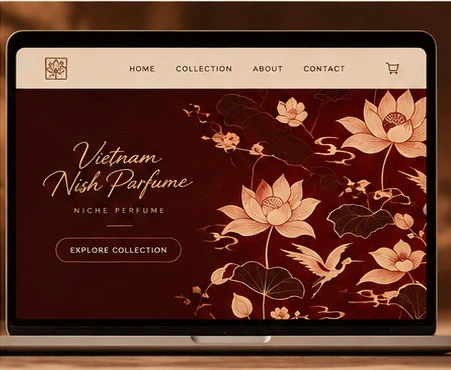 HOME COLLECTION ABOUT CONTACT
Vietnam
Nish Parfume
NICHE PERFUME
EXPLORE COLLECTION